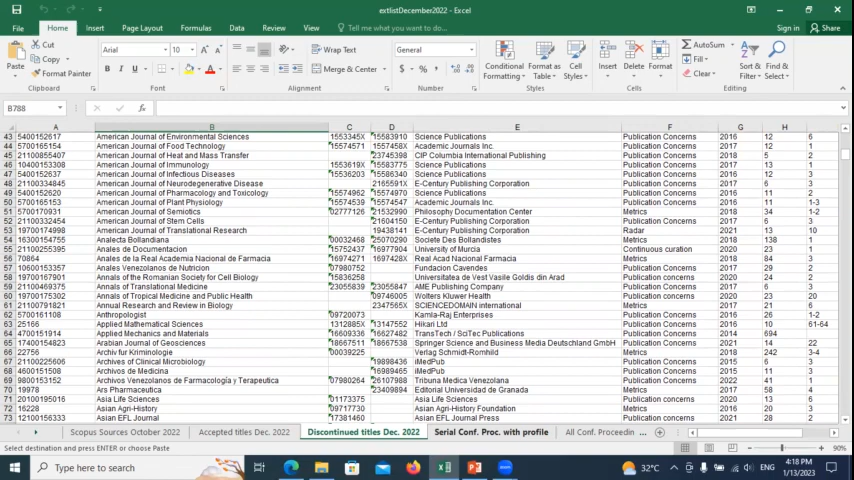 extlistDecember2022 - Excel
File Home Insert Page Layout Formulas Data Review View Tell me what you want to do... Sign in Share
Paste Cut Copy Format Painter Clipboard
Arial 10 B I U Font
Wrap Text Merge & Center Alignment
General $ % , Number
Conditional Formatting Format as Table Cell Styles Styles
Insert Delete Format Cells
AutoSum Fill Clear Sort & Filter Find & Select Editing
B788 fx
A B C D E F G H
43 5400152617 American Journal of Environmental Sciences 1553345X 15583910 Science Publications Publication Concerns 2016 12 6
44 5700165154 American Journal of Food Technology 15574571 1557458X Academic Journals Inc. Publication Concerns 2017 12 1
45 21100855407 American Journal of Heat and Mass Transfer 23745398 CIP Columbia International Publishing Publication Concerns 2018 5 2
46 10400153308 American Journal of Immunology 1553619X 15583775 Science Publications Publication Concerns 2017 13 1
47 5400152637 American Journal of Infectious Diseases 15536203 15586340 Science Publications Publication Concerns 2016 12 3
48 21100334845 American Journal of Neurodegenerative Disease 2165591X E-Century Publishing Corporation Publication Concerns 2017 6 3
49 5400152620 American Journal of Pharmacology and Toxicology 15574962 15574970 Science Publications Publication Concerns 2016 11 2
50 5700165153 American Journal of Plant Physiology 15574539 15574547 Academic Journals Inc. Publication Concerns 2016 11 1-3
51 5700170931 American Journal of Semiotics 02777126 21532990 Philosophy Documentation Center Metrics 2018 34 1-2
52 21100332454 American Journal of Stem Cells 21604150 E-Century Publishing Corporation Publication Concerns 2017 6 3
53 19700174998 American Journal of Translational Research 19438141 E-Century Publishing Corporation Radar 2021 13 10
54 16300154755 Analecta Bollandiana 00032468 25070290 Societe Des Bollandistes Metrics 2018 138 1
55 21100255395 Anales de Documentacion 15752437 16977904 University of Murcia Continuous curation 2020 23 1
56 70864 Anales de la Real Academia Nacional de Farmacia 16974271 1697428X Real Acad Nacional Farmacia Metrics 2018 84 3
57 10600153357 Anales Venezolanos de Nutricion 07980752 Fundacion Cavendes Publication Concerns 2017 29 2
58 19700167901 Annals of the Romanian Society for Cell Biology 15836258 Universitatea de Vest Vasile Goldis din Arad Publication Concerns 2020 24 2
59 21100469375 Annals of Translational Medicine 23055839 23055847 AME Publishing Company Publication Concerns 2017 5 6
60 19700175302 Annals of Tropical Medicine and Public Health 09746005 Wolters Kluwer Health Publication concerns 2020 23 20
61 21100791821 Annual Research and Review in Biology 2347565X SCIENCEDOMAIN international Publication concerns 2017 21 6
62 5700161108 Anthropologist 09720073 Kamla-Raj Enterprises Publication Concerns 2016 26 1-2
63 25166 Applied Mathematical Sciences 1312885X 13147552 Hikari Ltd Publication Concerns 2016 10 61-64
64 4700151914 Applied Mechanics and Materials 16609336 16627482 TransTech / SciTec Publications Publication Concerns 2014 694
65 17400154823 Arabian Journal of Geosciences 18667511 18667538 Springer Science and Business Media Deutschland GmbH Publication Concerns 2021 14 22
66 22756 Archiv fur Kriminologie 00039225 Verlag Schmidt-Romhild Metrics 2018 242 3-4
67 21100225606 Archives of Clinical Microbiology 19898436 iMedPub Publication Concerns 2015 6 1
68 4600151508 Archivos de Medicina 16989465 iMedPub Publication Concerns 2015 11 3
69 9800153152 Archivos Venezolanos de Farmacología y Terapeutica 07980264 26107988 Tribuna Medica Venezolana Publication Concerns 2022 41 1
70 19978 Ars Pharmaceutica 23409894 Editorial Universidad de Granada Metrics 2017 58 4
71 20100195016 Asia Life Sciences 01173375 Asia Life Sciences Publication concerns 2020 13 6
72 16228 Asian Agri-History 09717730 Asian Agri-History Foundation Metrics 2016 20 3
73 12100156333 Asian EFL Journal 17381460 Asian EFL Journal Press Publication concerns 2021 28 2
Scopus Sources October 2022 Accepted titles Dec. 2022 Discontinued titles Dec. 2022 Serial Conf. Proc. with profile All Conf. Proceedin ...
Select destination and press ENTER or choose Paste 90%
Type here to search 32°C ENG 4:18 PM
1/13/2023